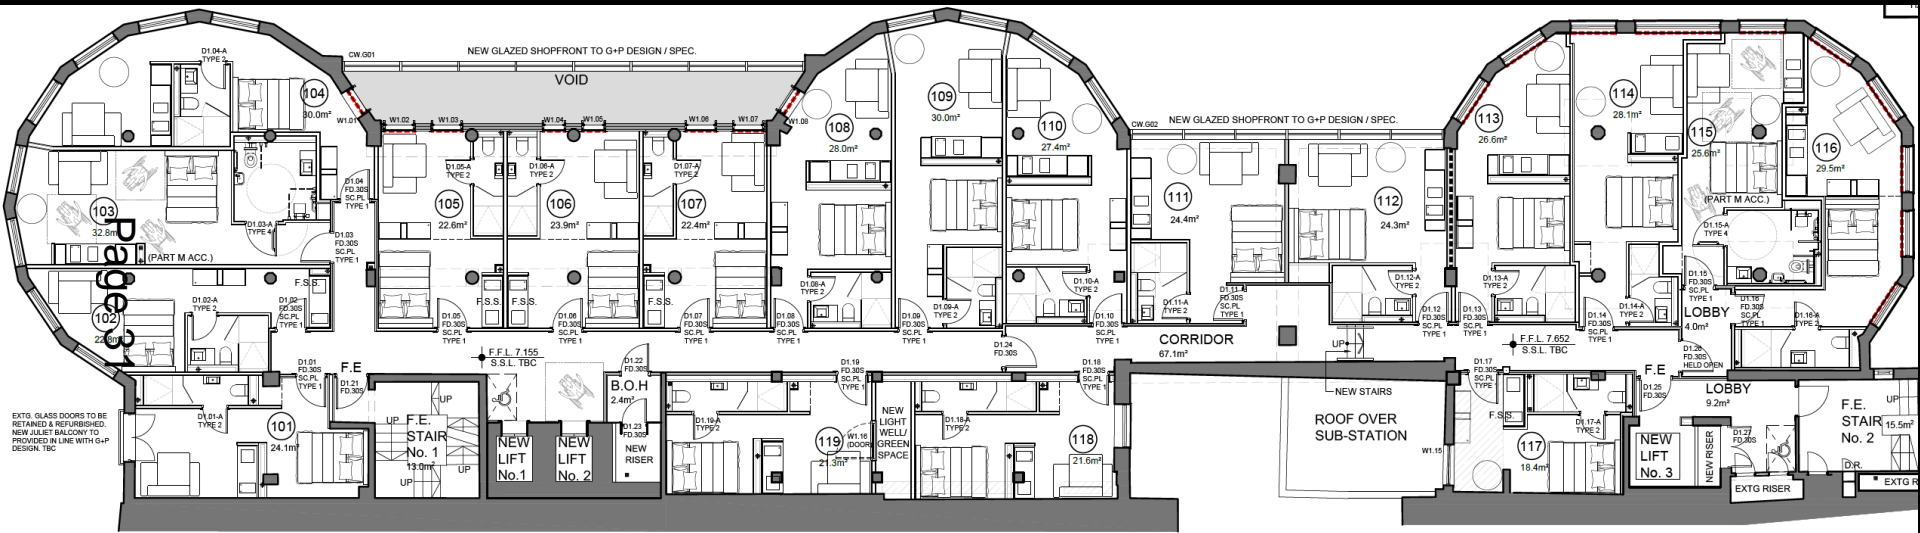 NEW GLAZED SHOPFRONT TO G+P DESIGN / SPEC.
CW.G01
VOID
D1.04-A
TYPE 2
104
30.0m²
W1.01
W1.02
W1.03
W1.04
W1.05
W1.06
W1.07
W1.08
108
28.0m²
109
30.0m²
110
27.4m²
CW.G02
NEW GLAZED SHOPFRONT TO G+P DESIGN / SPEC.
113
26.6m²
114
28.1m²
115
25.6m²
116
29.5m²
(PART M ACC.)
D1.15-A
TYPE 4
D1.04
FD.30S
SC.PL
TYPE 1
103
32.8m²
(PART M ACC.)
D1.03-A
TYPE 4
D1.03
FD.30S
SC.PL
TYPE 1
Page 31
D1.05-A
TYPE 2
105
22.6m²
D1.06-A
TYPE 2
106
23.9m²
D1.07-A
TYPE 2
107
22.4m²
111
24.4m²
112
24.3m²
102
D1.02-A
TYPE 2
F.S.S.
D1.02
FD.30S
SC.PL
TYPE 1
F.S.S.
F.S.S.
F.S.S.
D1.05
FD.30S
SC.PL
TYPE 1
D1.06
FD.30S
SC.PL
TYPE 1
D1.07
FD.30S
SC.PL
TYPE 1
D1.08-A
TYPE 2
D1.08
FD.30S
SC.PL
TYPE 1
D1.09-A
TYPE 2
D1.09
FD.30S
SC.PL
TYPE 1
D1.10-A
TYPE 2
D1.10
FD.30S
SC.PL
TYPE 1
D1.11-A
TYPE 2
D1.11
FD.30S
SC.PL
TYPE 1
D1.12-A
TYPE 2
D1.12
FD.30S
SC.PL
TYPE 1
D1.13-A
TYPE 2
D1.13
FD.30S
SC.PL
TYPE 1
D1.14-A
TYPE 2
D1.14
FD.30S
SC.PL
TYPE 1
D1.15
FD.30S
SC.PL
TYPE 1
LOBBY
4.0m²
D1.16
FD.30S
SC.PL
TYPE 1
D1.16-A
TYPE 2
D1.26
FD.30S
HELD OPEN
F.F.L. 7.155
S.S.L. TBC
D1.24
FD.30S
CORRIDOR
67.1m²
UP
NEW STAIRS
F.F.L. 7.652
S.S.L. TBC
D1.01
FD.30S
SC.PL
TYPE 1
D1.21
FD.30S
F.E
D1.22
FD.30S
B.O.H
2.4m²
D1.23
FD.30S
D1.19
FD.30S
SC.PL
TYPE 1
D1.18
FD.30S
SC.PL
TYPE 1
D1.17
FD.30S
SC.PL
TYPE 1
F.E
D1.25
FD.30S
LOBBY
9.2m²
EXTG. GLASS DOORS TO BE
RETAINED & REFURBISHED.
NEW JULIET BALCONY TO
PROVIDED IN LINE WITH G+P
DESIGN. TBC
D1.01-A
TYPE 2
101
24.1m²
UP
UP
UP
UP
F.E.
STAIR
No. 1
13.0m²
NEW
LIFT
No.1
NEW
LIFT
No. 2
NEW
RISER
D1.19-A
TYPE 2
119
21.3m²
W1.16
(DOOR)
NEW
LIGHT
WELL/
GREEN
SPACE
D1.18-A
TYPE 2
118
21.6m²
ROOF OVER
SUB-STATION
W1.15
F.S.S.
D1.17-A
TYPE 2
117
18.4m²
NEW
LIFT
No. 3
NEW RISER
D1.27
FD.30S
EXTG RISER
F.E.
STAIR
No. 2
15.5m²
UP
D.R.
EXTG R